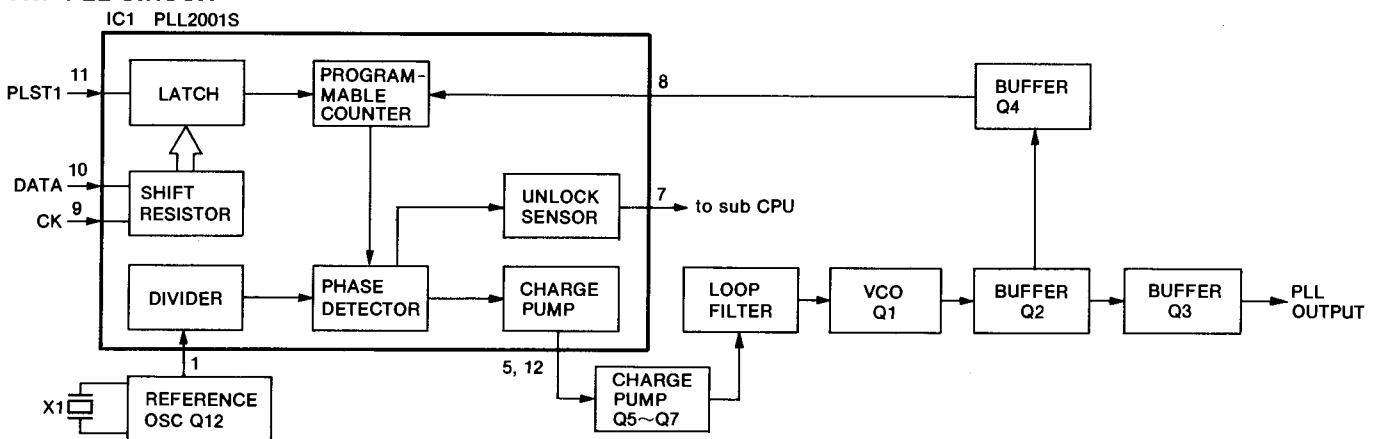 IC1 PLL2001S
11
PLST1
LATCH
PROGRAM-
MABLE
COUNTER
8
BUFFER
Q4
10
DATA
9
CK
SHIFT
RESISTOR
UNLOCK
SENSOR
7
to sub CPU
DIVIDER
PHASE
DETECTOR
CHARGE
PUMP
LOOP
FILTER
VCO
Q1
BUFFER
Q2
BUFFER
Q3
PLL
OUTPUT
1
5, 12
X1
REFERENCE
OSC Q12
CHARGE
PUMP
Q5～Q7